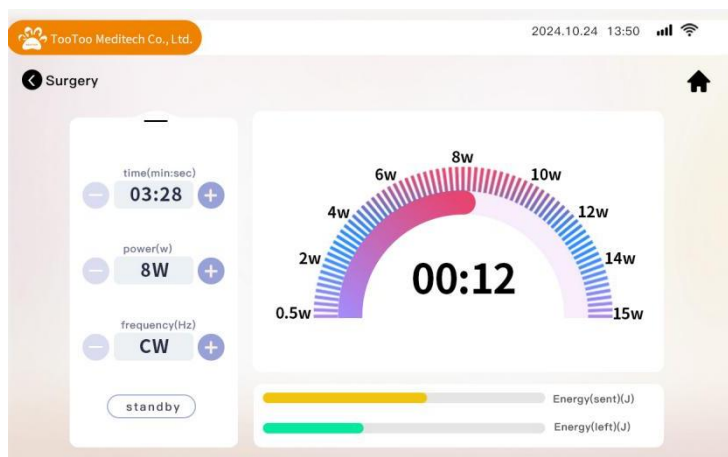 TooToo Meditech Co., Ltd.
2024.10.24 13:50
Surgery
time(min:sec)
03:28
power(w)
8W
frequency(Hz)
CW
standby
0.5w
2w
4w
6w
8w
10w
12w
14w
15w
00:12
Energy(sent)(J)
Energy(left)(J)